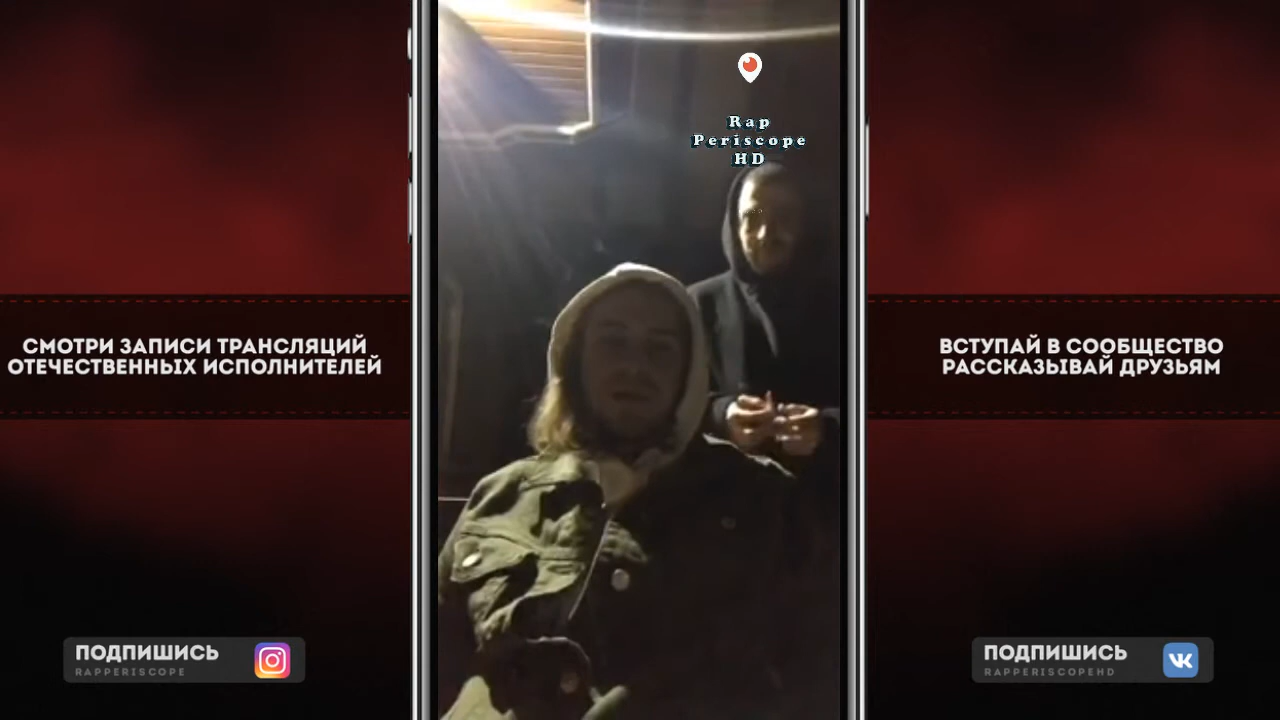 Rap
Periscope
HD
СМОТРИ ЗАПИСИ ТРАНСЛЯЦИЙ
ОТЕЧЕСТВЕННЫХ ИСПОЛНИТЕЛЕЙ
ВСТУПАЙ В СООБЩЕСТВО
РАССКАЗЫВАЙ ДРУЗЬЯМ
ПОДПИШИСЬ
RAPPERISCOPE
ПОДПИШИСЬ
RAPPERISCOPEHD